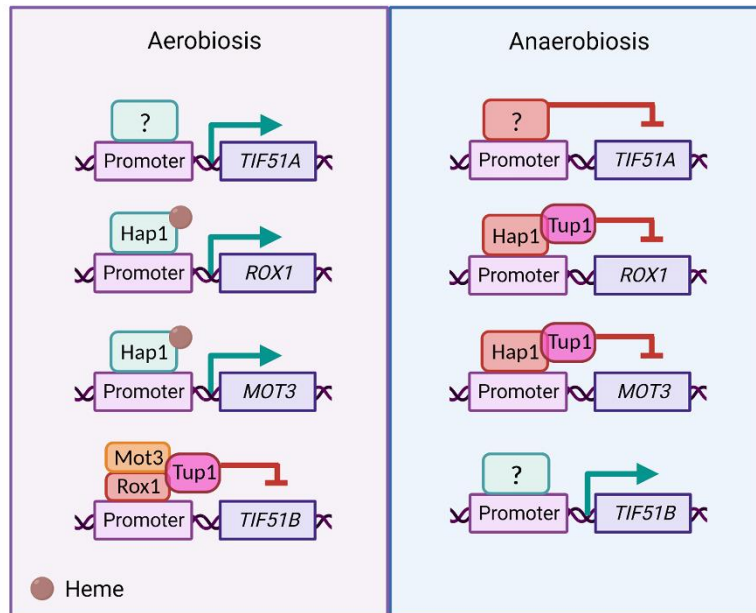 Aerobiosis
?
Promoter TIF51A
Hap1
Promoter ROX1
Hap1
Promoter MOT3
Mot3
Tup1
Rox1
Promoter TIF51B
Heme
Anaerobiosis
?
Promoter TIF51A
Hap1 Tup1
Promoter ROX1
Hap1 Tup1
Promoter MOT3
?
Promoter TIF51B